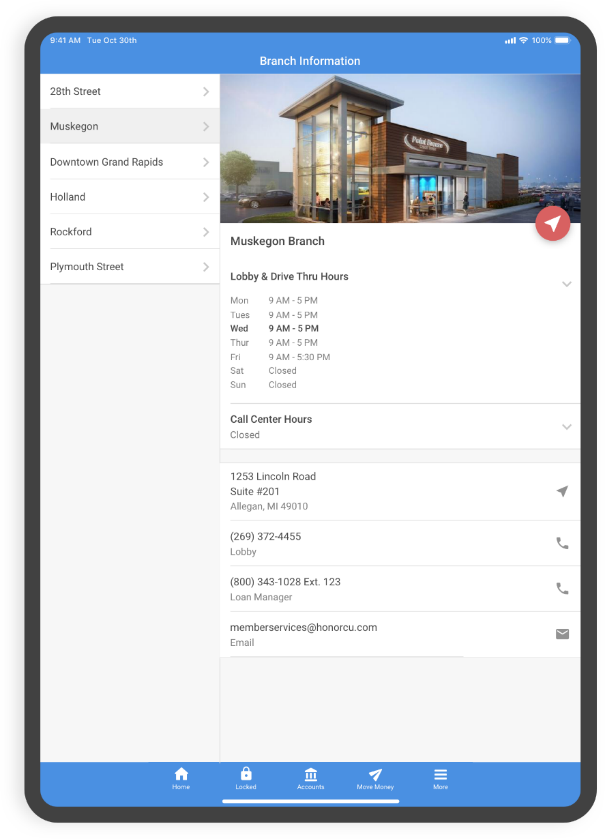 9:41 AM Tue Oct 30th
100%
Branch Information
28th Street
Muskegon
Downtown Grand Rapids
Holland
Rockford
Plymouth Street
Muskegon Branch
Lobby & Drive Thru Hours
Mon 9 AM - 5 PM
Tues 9 AM - 5 PM
Wed 9 AM - 5 PM
Thur 9 AM - 5 PM
Fri 9 AM - 5:30 PM
Sat Closed
Sun Closed
Call Center Hours
Closed
1253 Lincoln Road
Suite #201
Allegan, MI 49010
(269) 372-4455
Lobby
(800) 343-1028 Ext. 123
Loan Manager
memberservices@honorcu.com
Email
Home
Locked
Accounts
Move Money
More